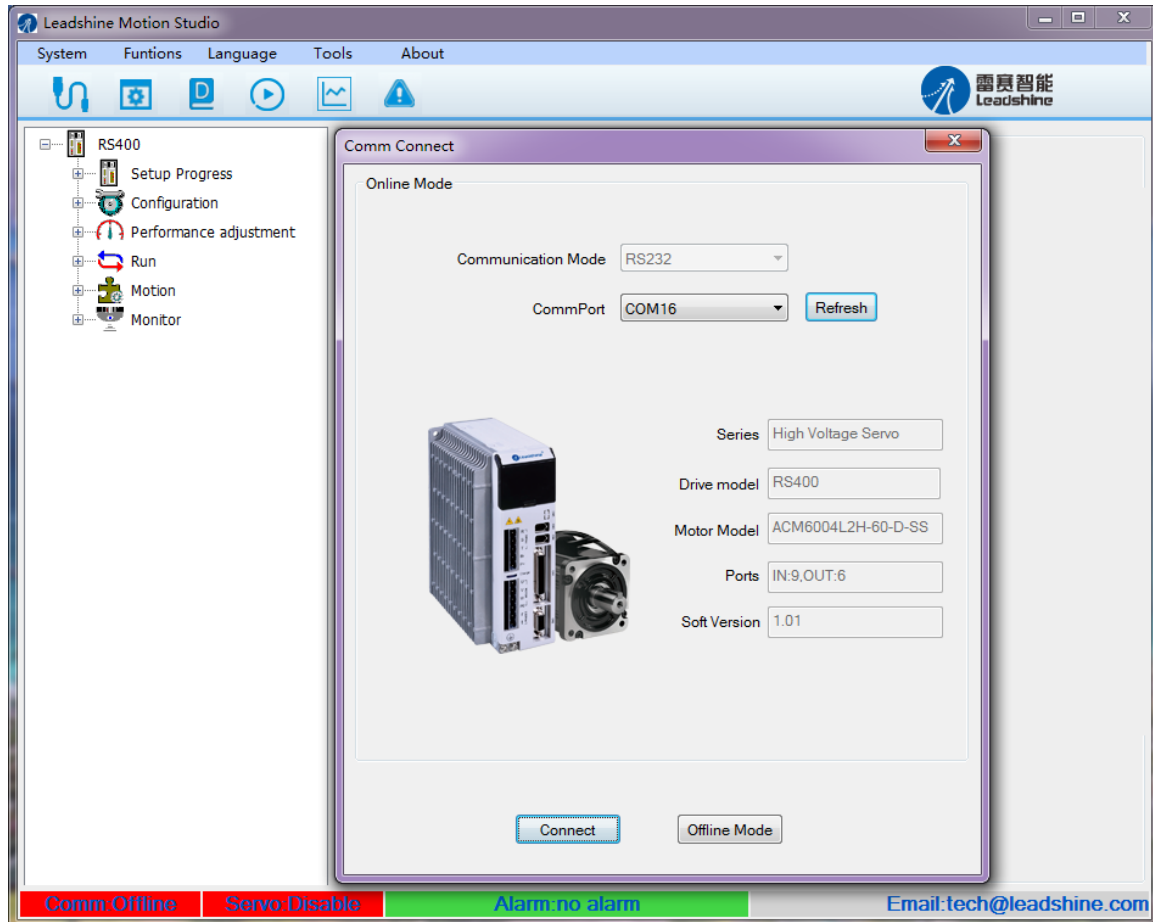 Leadshine Motion Studio
System Funtions Language Tools About
D
雷赛智能
Leadshine
RS400
Setup Progress
Configuration
Performance adjustment
Run
Motion
Monitor
Comm Connect
Online Mode
Communication Mode RS232
CommPort COM16 Refresh
Series High Voltage Servo
Drive model RS400
Motor Model ACM6004L2H-60-D-SS
Ports IN:9,OUT:6
Soft Version 1.01
Connect Offline Mode
Comm:Offline Servo:Disable Alarm:no alarm Email:tech@leadshine.com